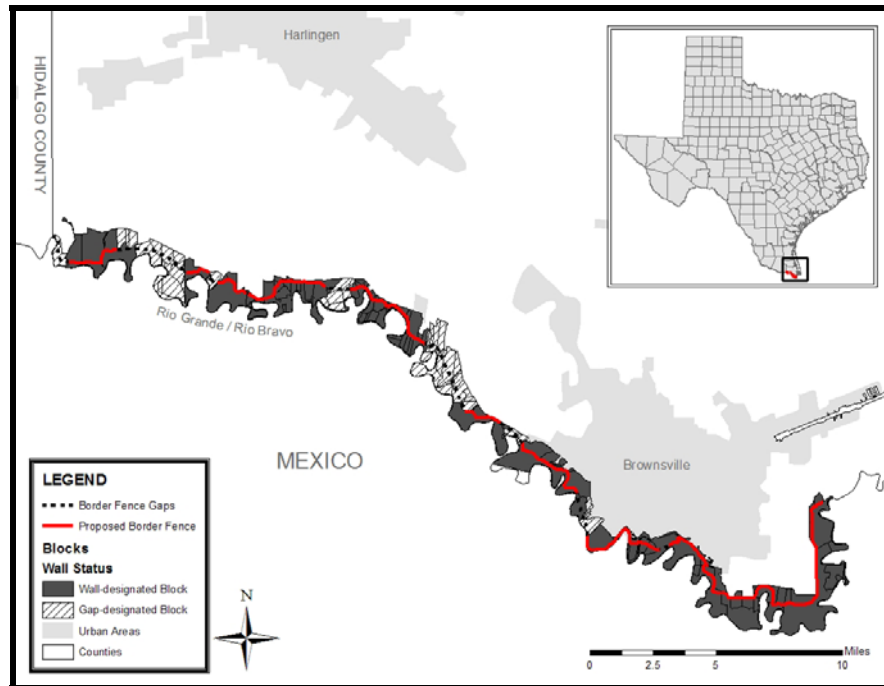 Harlingen
HIDALGO COUNTY
Rio Grande / Rio Bravo
MEXICO
Brownsville
LEGEND
Border Fence Gaps
Proposed Border Fence
Blocks
Wall Status
Wall-designated Block
Gap-designated Block
Urban Areas
Counties
N
Miles
0 2.5 5 10